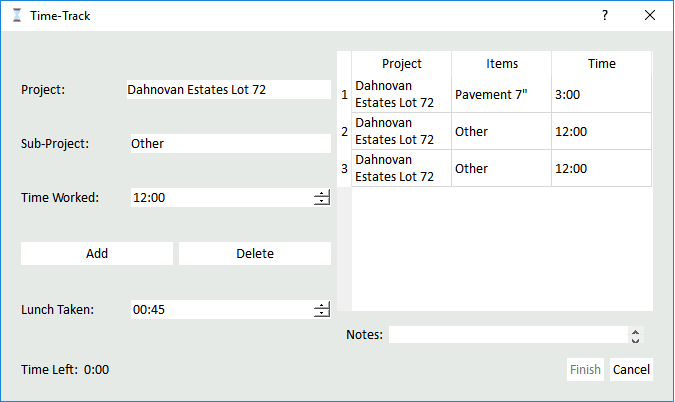 Time-Track
?
Project: Dahnovan Estates Lot 72
Sub-Project: Other
Time Worked: 12:00
Add Delete
Lunch Taken: 00:45
Time Left: 0:00
Project Items Time
1 Dahnovan Estates Lot 72 Pavement 7" 3:00
2 Dahnovan Estates Lot 72 Other 12:00
3 Dahnovan Estates Lot 72 Other 12:00
Notes:
Finish Cancel